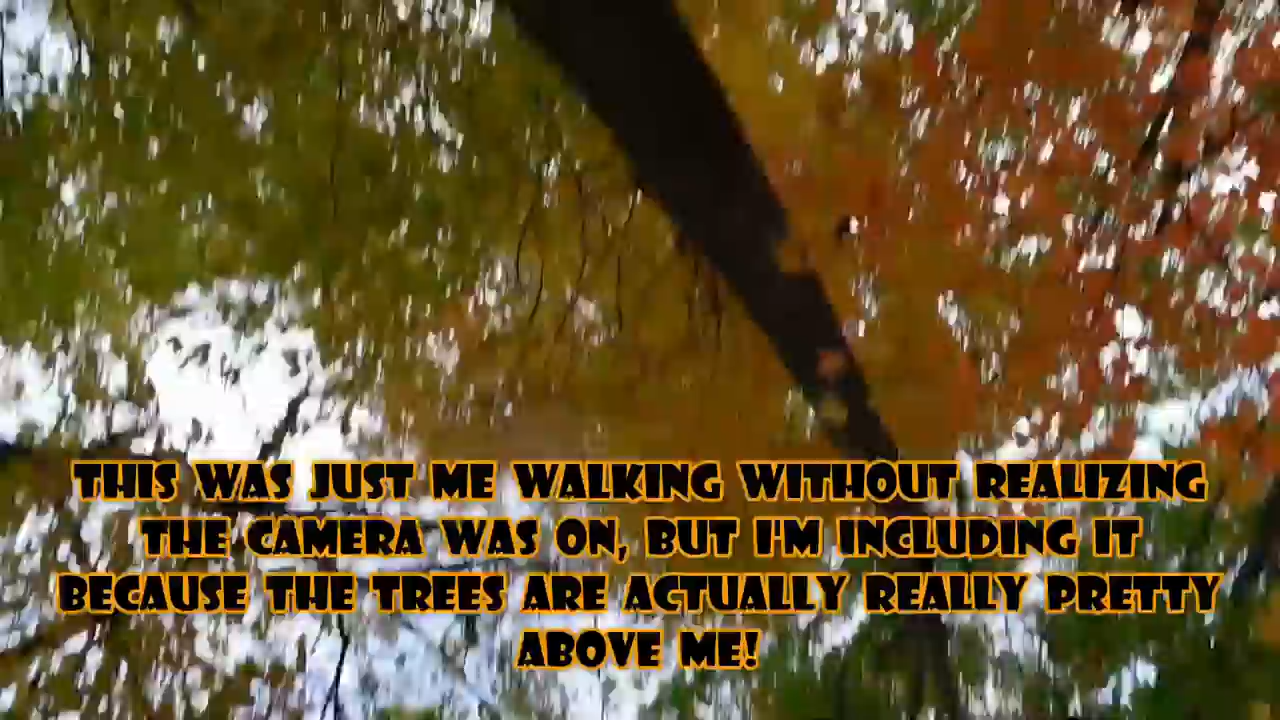 THIS WAS JUST ME WALKING WITHOUT REALIZING
THE CAMERA WAS ON, BUT I'M INCLUDING IT
BECAUSE THE TREES ARE ACTUALLY REALLY PRETTY
ABOVE ME!